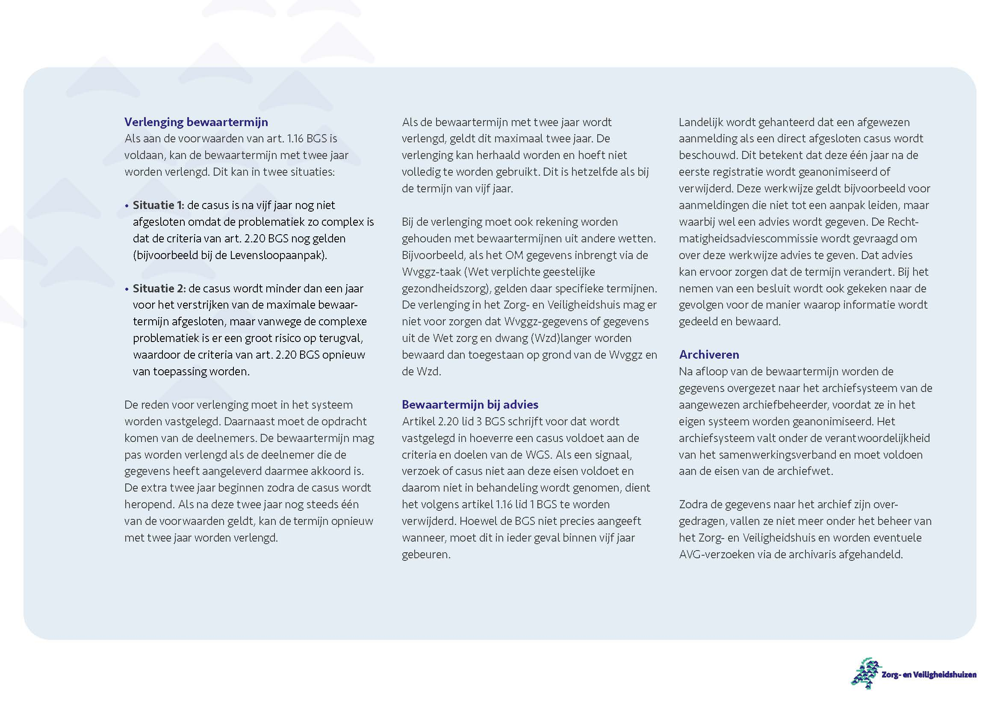 Verlenging bewaartermijn
Als aan de voorwaarden van art. 1.16 BGS is
voldaan, kan de bewaartermijn met twee jaar
worden verlengd. Dit kan in twee situaties:
• Situatie 1: de casus is na vijf jaar nog niet
afgesloten omdat de problematiek zo complex is
dat de criteria van art. 2.20 BGS nog gelden
(bijvoorbeeld bij de Levensloopaanpak).
• Situatie 2: de casus wordt minder dan een jaar
voor het verstrijken van de maximale bewaar-
termijn afgesloten, maar vanwege de complexe
problematiek is er een groot risico op terugval,
waardoor de criteria van art. 2.20 BGS opnieuw
van toepassing worden.
De reden voor verlenging moet in het systeem
worden vastgelegd. Daarnaast moet de opdracht
komen van de deelnemers. De bewaartermijn mag
pas worden verlengd als de deelnemer die de
gegevens heeft aangeleverd daarmee akkoord is.
De extra twee jaar beginnen zodra de casus wordt
heropend. Als na deze twee jaar nog steeds één
van de voorwaarden geldt, kan de termijn opnieuw
met twee jaar worden verlengd.
Als de bewaartermijn met twee jaar wordt
verlengd, geldt dit maximaal twee jaar. De
verlenging kan herhaald worden en hoeft niet
volledig te worden gebruikt. Dit is hetzelfde als bij
de termijn van vijf jaar.
Bij de verlenging moet ook rekening worden
gehouden met bewaartermijnen uit andere wetten.
Bijvoorbeeld, als het OM gegevens inbrengt via de
Wvggz-taak (Wet verplichte geestelijke
gezondheidszorg), gelden daar specifieke termijnen.
De verlenging in het Zorg- en Veiligheidshuis mag er
niet voor zorgen dat Wvggz-gegevens of gegevens
uit de Wet zorg en dwang (Wzd)langer worden
bewaard dan toegestaan op grond van de Wvggz en
de Wzd.
Bewaartermijn bij advies
Artikel 2.20 lid 3 BGS schrijft voor dat wordt
vastgelegd in hoeverre een casus voldoet aan de
criteria en doelen van de WGS. Als een signaal,
verzoek of casus niet aan deze eisen voldoet en
daarom niet in behandeling wordt genomen, dient
het volgens artikel 1.16 lid 1 BGS te worden
verwijderd. Hoewel de BGS niet precies aangeeft
wanneer, moet dit in ieder geval binnen vijf jaar
gebeuren.
Landelijk wordt gehanteerd dat een afgewezen
aanmelding als een direct afgesloten casus wordt
beschouwd. Dit betekent dat deze één jaar na de
eerste registratie wordt geanonimiseerd of
verwijderd. Deze werkwijze geldt bijvoorbeeld voor
aanmeldingen die niet tot een aanpak leiden, maar
waarbij wel een advies wordt gegeven. De Recht-
matigheidsadviescommissie wordt gevraagd om
over deze werkwijze advies te geven. Dat advies
kan ervoor zorgen dat de termijn verandert. Bij het
nemen van een besluit wordt ook gekeken naar de
gevolgen voor de manier waarop informatie wordt
gedeeld en bewaard.
Archiveren
Na afloop van de bewaartermijn worden de
gegevens overgezet naar het archiefsysteem van de
aangewezen archiefbeheerder, voordat ze in het
eigen systeem worden geanonimiseerd. Het
archiefsysteem valt onder de verantwoordelijkheid
van het samenwerkingsverband en moet voldoen
aan de eisen van de archiefwet.
Zodra de gegevens naar het archief zijn over-
gedragen, vallen ze niet meer onder het beheer van
het Zorg- en Veiligheidshuis en worden eventuele
AVG-verzoeken via de archivaris afgehandeld.
Zorg- en Veiligheidshuizen